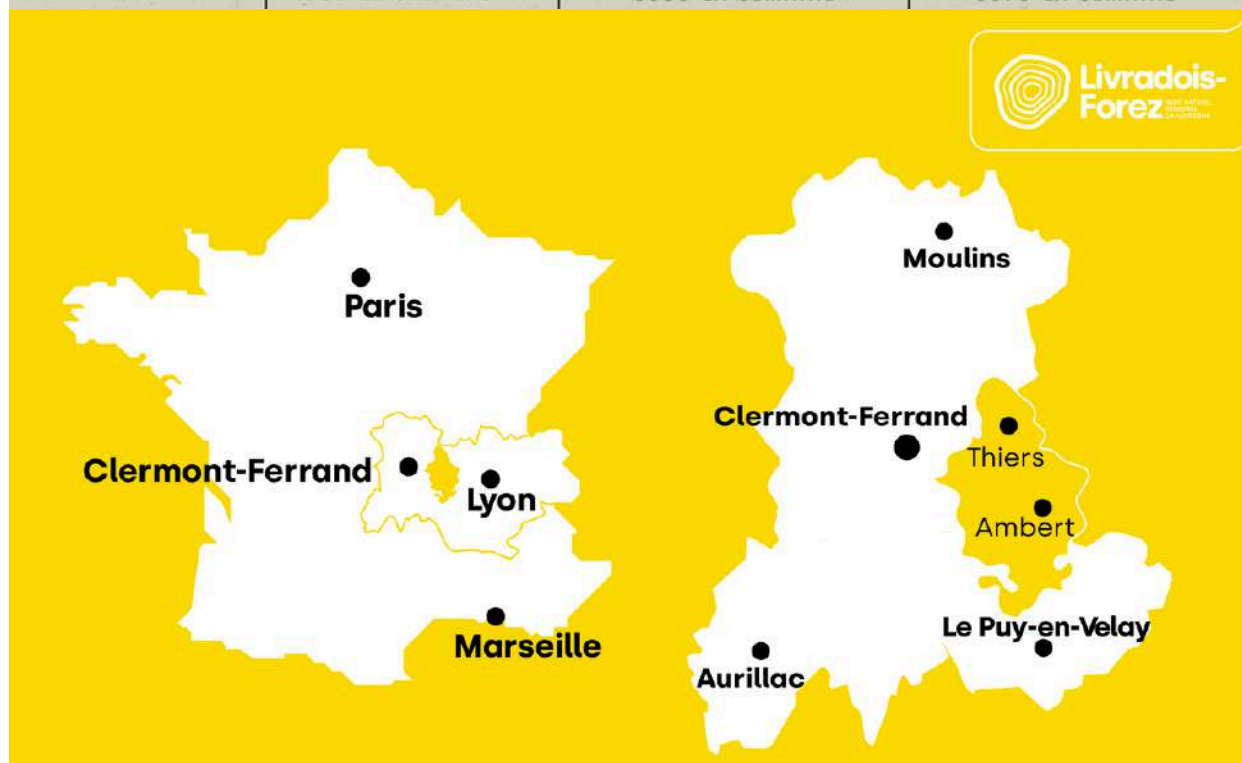 Livradois-
Forez
Paris
Clermont-Ferrand
Lyon
Marseille
Moulins
Clermont-Ferrand
Thiers
Ambert
Le Puy-en-Velay
Aurillac